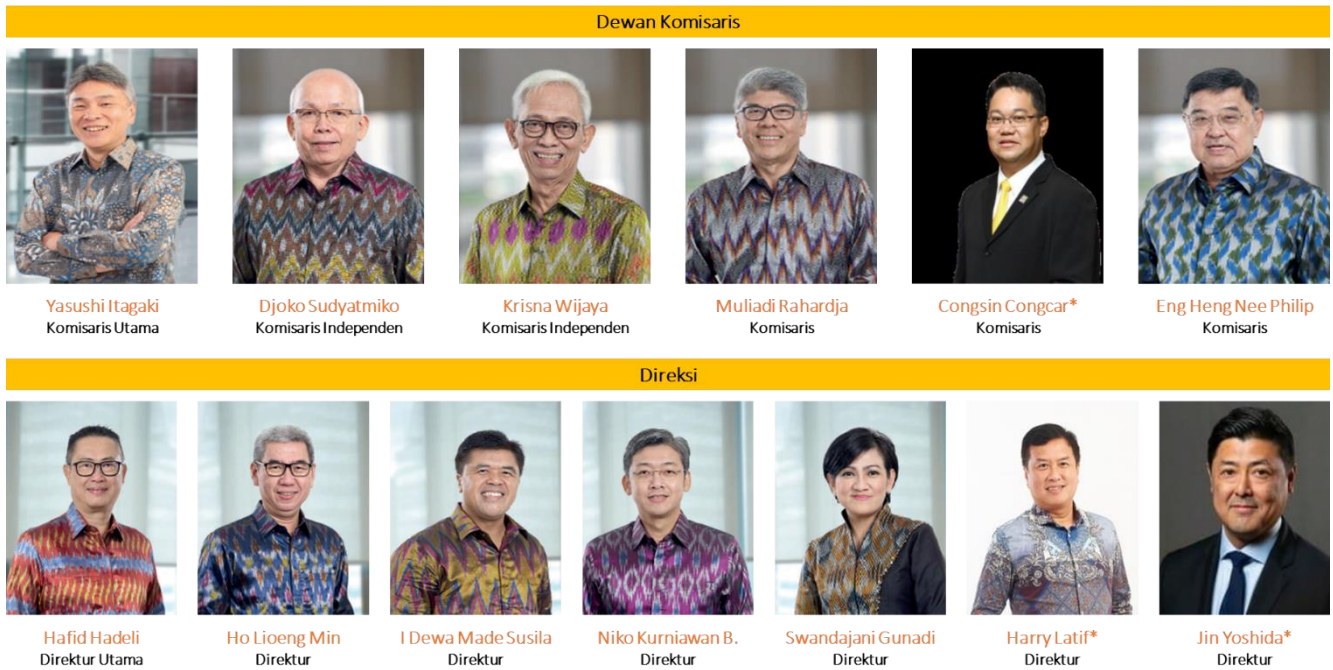 Dewan Komisaris
Yasushi Itagaki
Komisaris Utama
Djoko Sudyatmiko
Komisaris Independen
Krisna Wijaya
Komisaris Independen
Muliadi Rahardja
Komisaris
Congsin Congcar*
Komisaris
Eng Heng Nee Philip
Komisaris
Direksi
Hafid Hadeli
Direktur Utama
Ho Lioeng Min
Direktur
I Dewa Made Susila
Direktur
Niko Kurniawan B.
Direktur
Swandajani Gunadi
Direktur
Harry Latif*
Direktur
Jin Yoshida*
Direktur